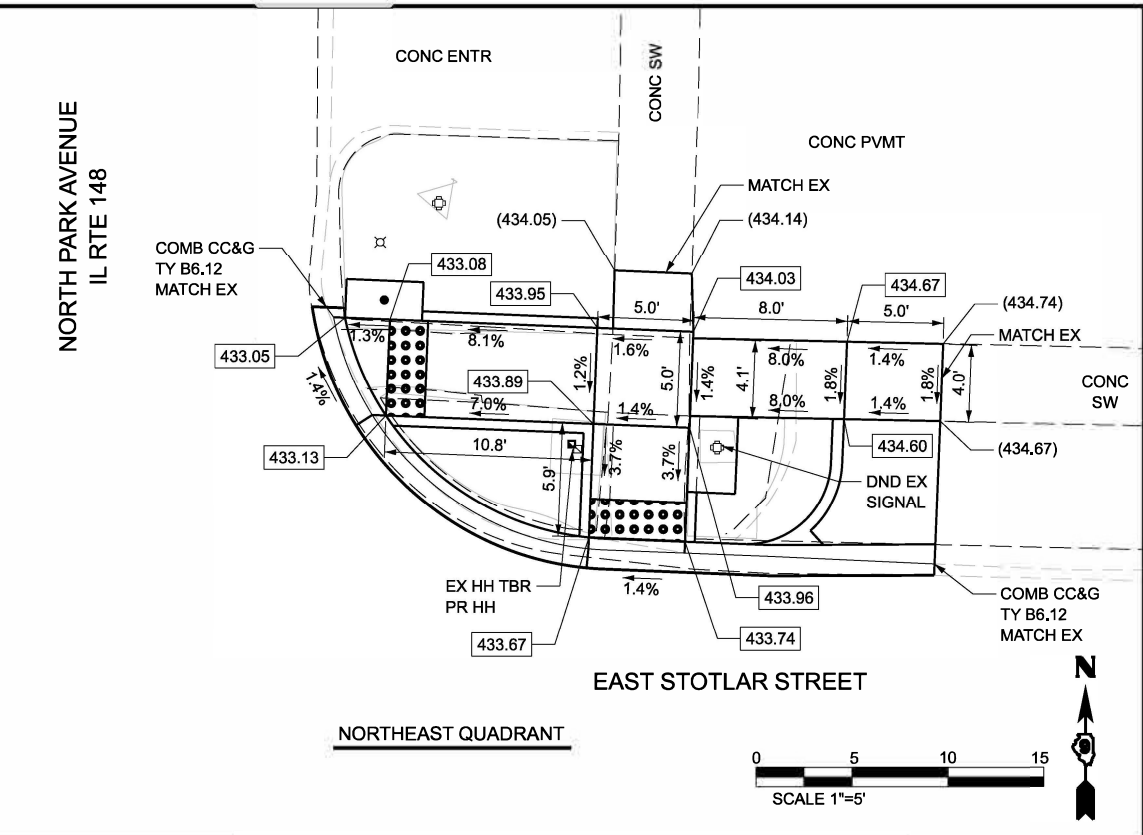 CONC ENTR
CONC SW
CONC PVMT
NORTH PARK AVENUE
IL RTE 148
MATCH EX
(434.05)
(434.14)
COMB CC&G
TY B6.12
MATCH EX
433.08
433.95
434.03
434.67
(434.74)
5.0'
8.0'
5.0'
MATCH EX
433.05
1.3%
8.1%
1.6%
8.0%
1.4%
1.4%
433.89
1.2%
5.0'
1.4%
4.1'
1.8%
1.8%
4.0'
CONC
SW
7.0%
1.4%
8.0%
1.4%
433.13
10.8'
5.9'
3.7%
3.7%
434.60
(434.67)
DND EX
SIGNAL
EX HH TBR
PR HH
1.4%
433.96
COMB CC&G
TY B6.12
MATCH EX
433.67
433.74
EAST STOTLAR STREET
N
9
NORTHEAST QUADRANT
0 5 10 15
SCALE 1"=5'